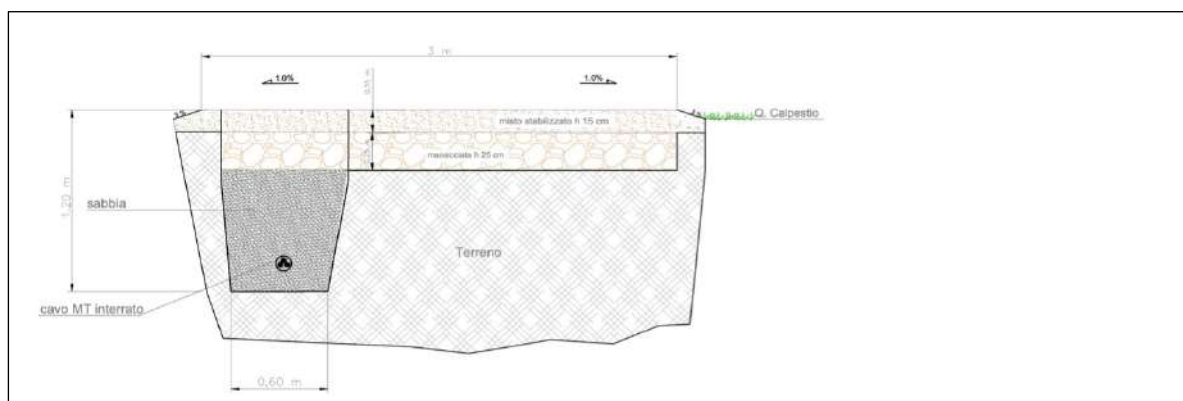 3 m
1.0%
1.0%
misto stabilizzato h 15 cm
Q. Calpestio
massicciata h 25 cm
1,20 m
sabbia
Terreno
cavo MT interrato
0,60 m